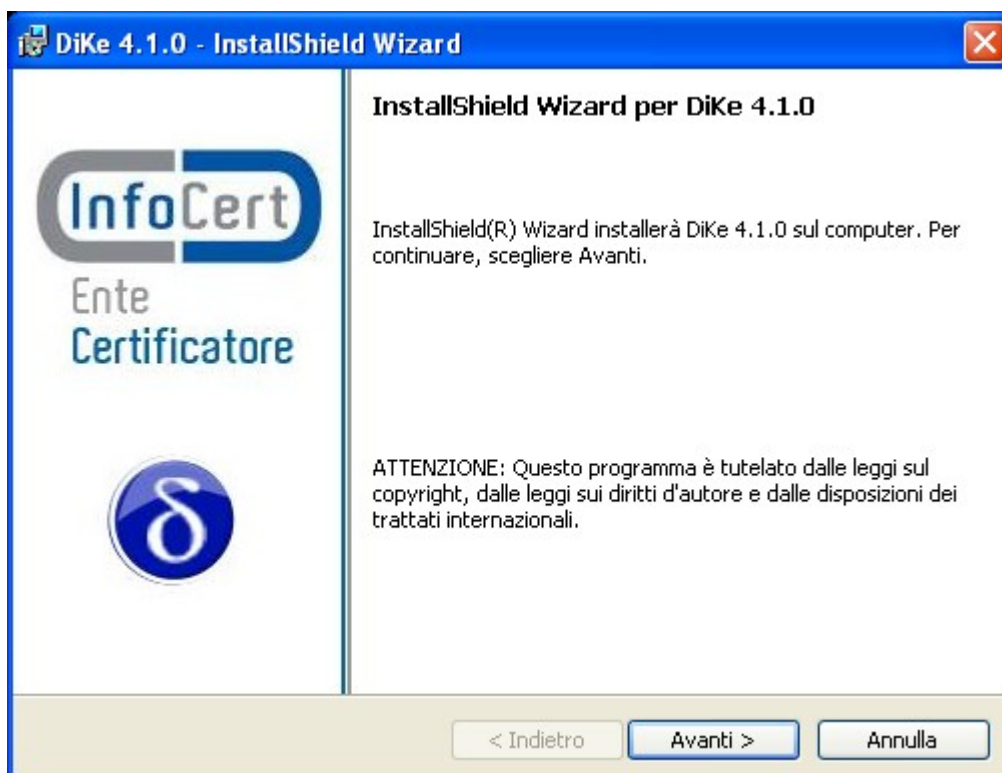 DiKe 4.1.0 - InstallShield Wizard
InfoCert
Ente
Certificatore
δ
InstallShield Wizard per DiKe 4.1.0
InstallShield(R) Wizard installerà DiKe 4.1.0 sul computer. Per
continuare, scegliere Avanti.
ATTENZIONE: Questo programma è tutelato dalle leggi sul
copyright, dalle leggi sui diritti d'autore e dalle disposizioni dei
trattati internazionali.
< Indietro
Avanti >
Annulla